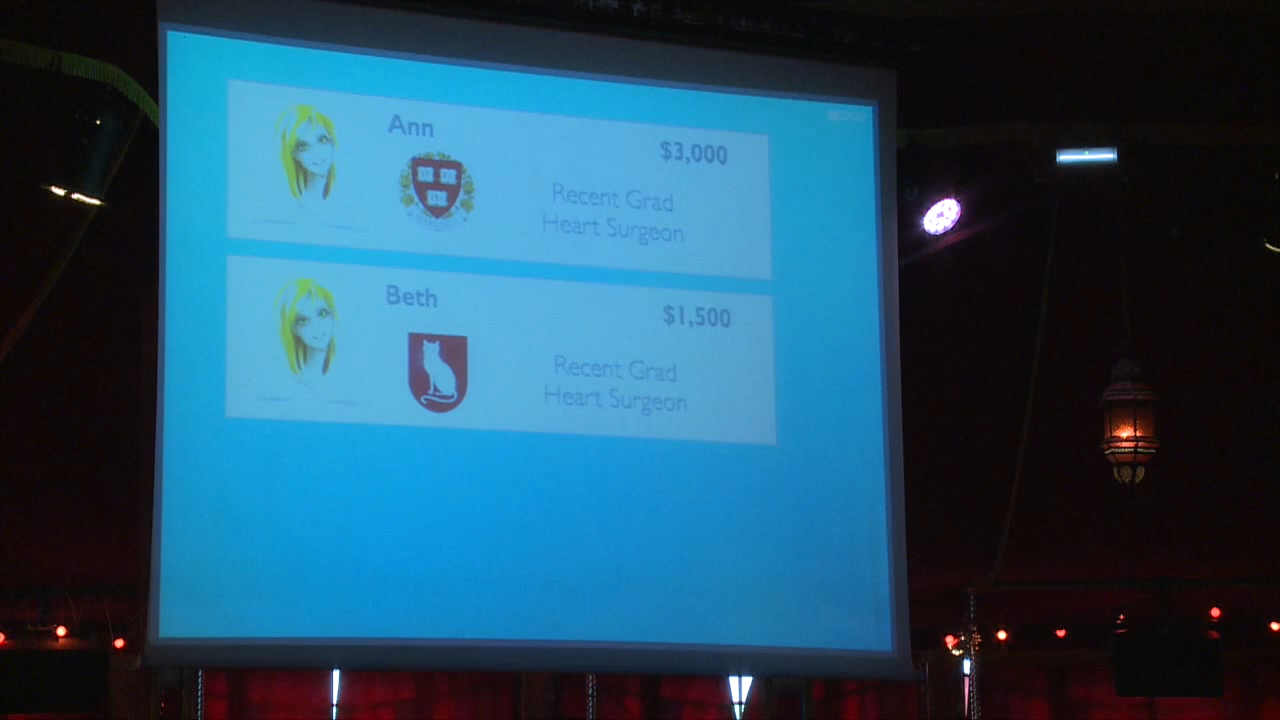 Ann
$3,000
Recent Grad
Heart Surgeon
Beth
$1,500
Recent Grad
Heart Surgeon